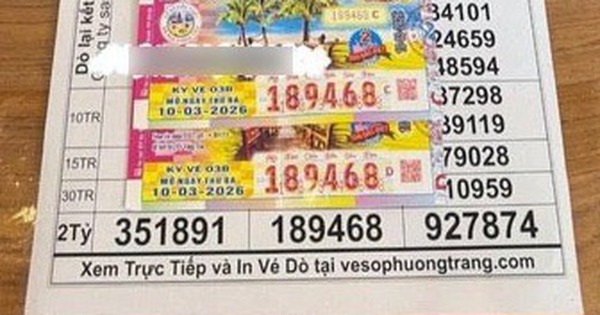 Dò lại kết
189468 C
34101
24659
48594
KỲ VÉ 03B
MỞ NGÀY THỨ BA
10-03-2026
189468 C
37298
10TR
39119
15TR
79028
KỲ VÉ 03B
MỞ NGÀY THỨ BA
10-03-2026
189468 D
30TR
10959
2Tỷ 351891 189468 927874
Xem Trực Tiếp và In Vé Dò tại vesophuongtrang.com